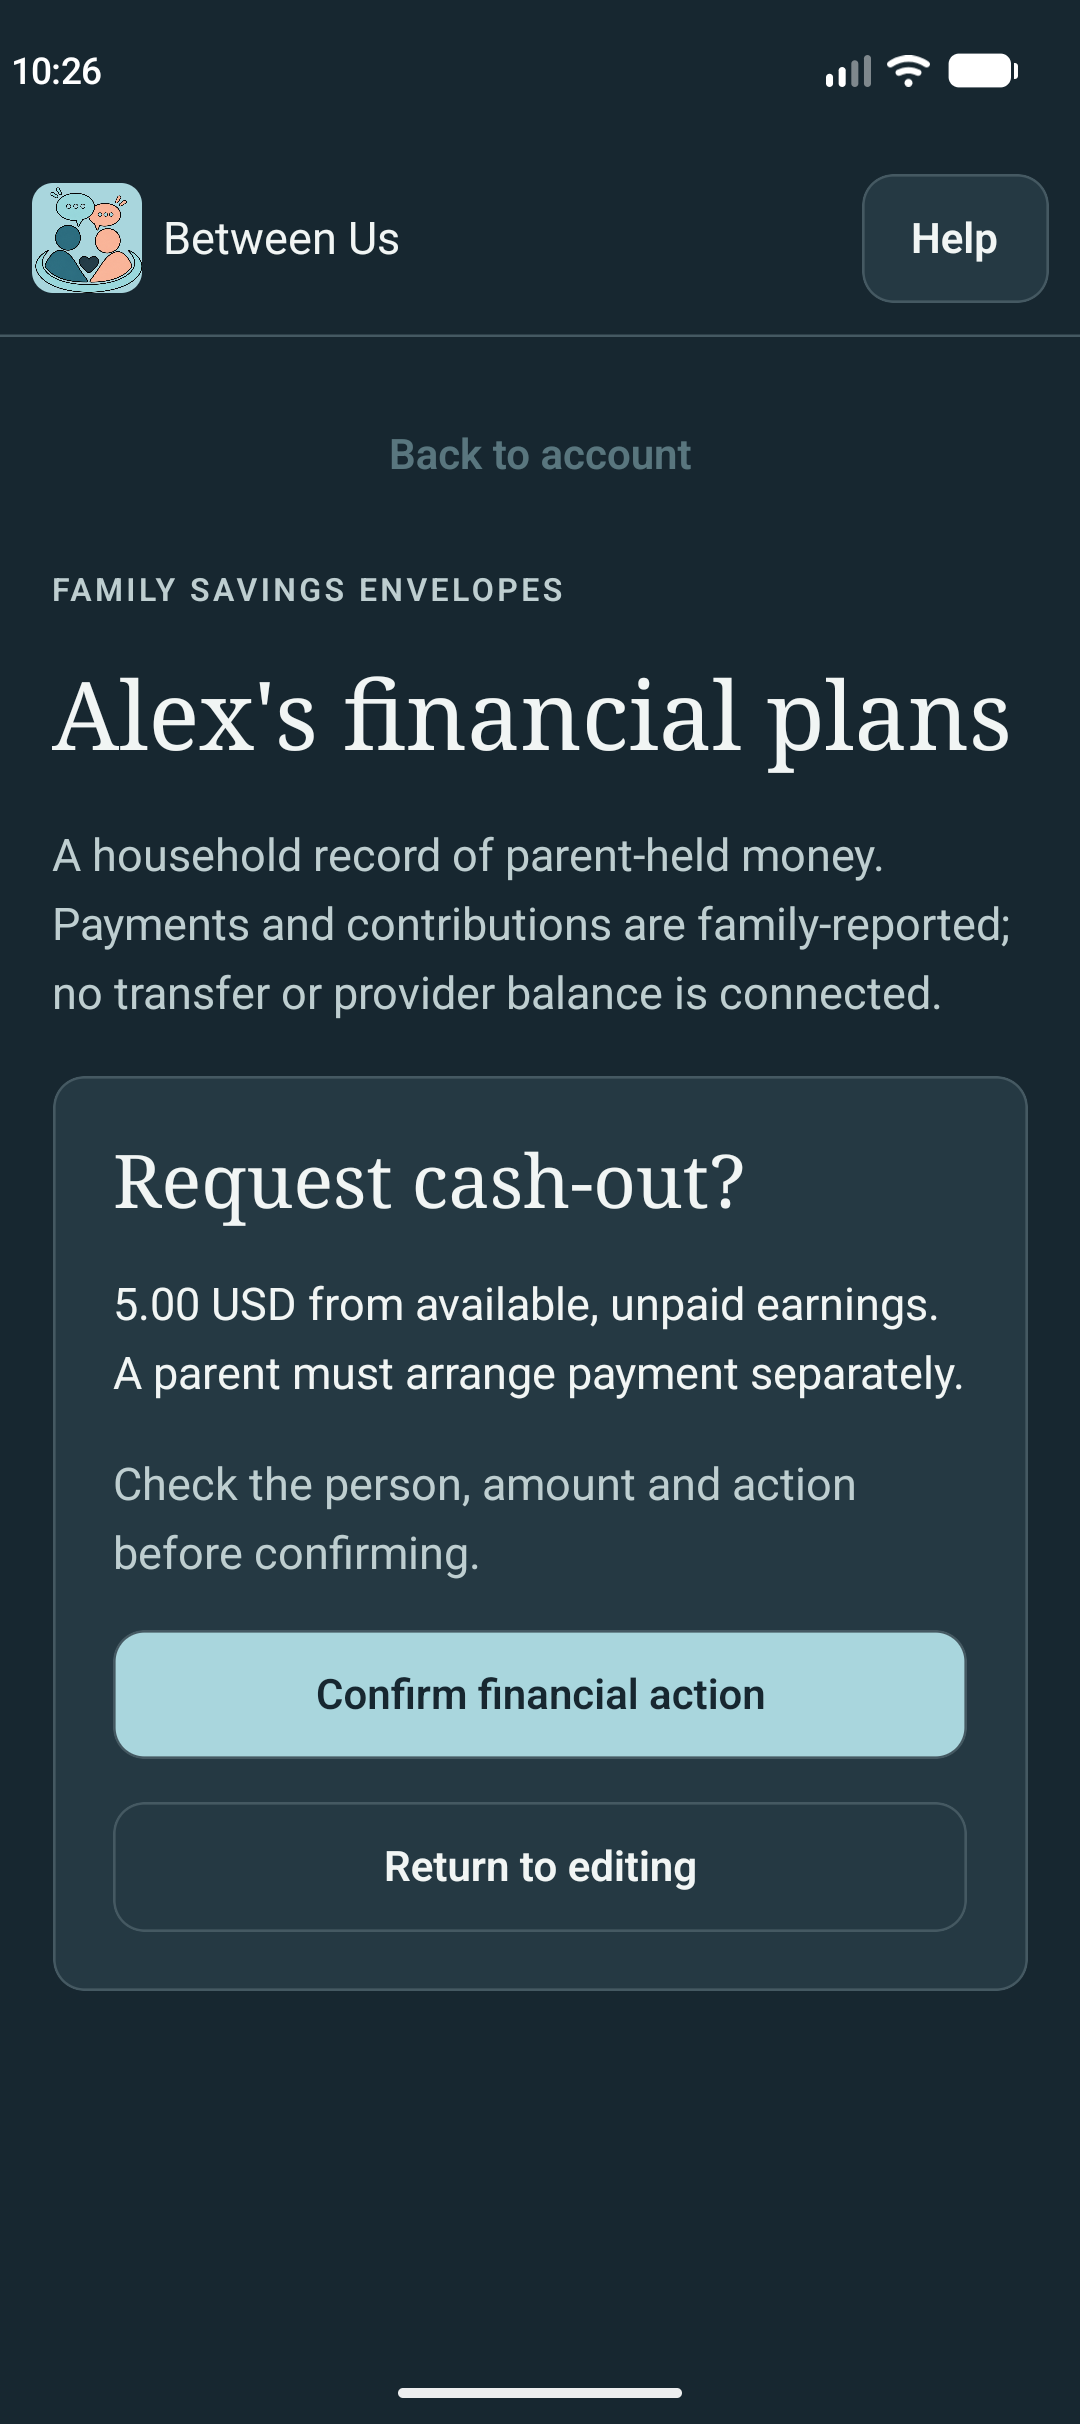 10:26
Between Us
Help
Back to account
FAMILY SAVINGS ENVELOPES
Alex's financial plans
A household record of parent-held money.
Payments and contributions are family-reported;
no transfer or provider balance is connected.
Request cash-out?
5.00 USD from available, unpaid earnings.
A parent must arrange payment separately.
Check the person, amount and action
before confirming.
Confirm financial action
Return to editing